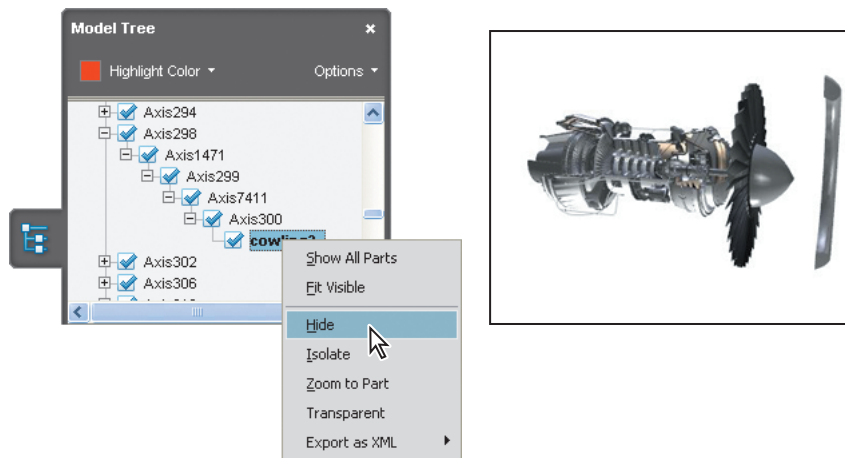 Model Tree
Highlight Color
Options
Axis294
Axis298
Axis1471
Axis299
Axis7411
Axis300
Axis302
Axis306
Show All Parts
Fit Visible
Hide
Isolate
Zoom to Part
Transparent
Export as XML